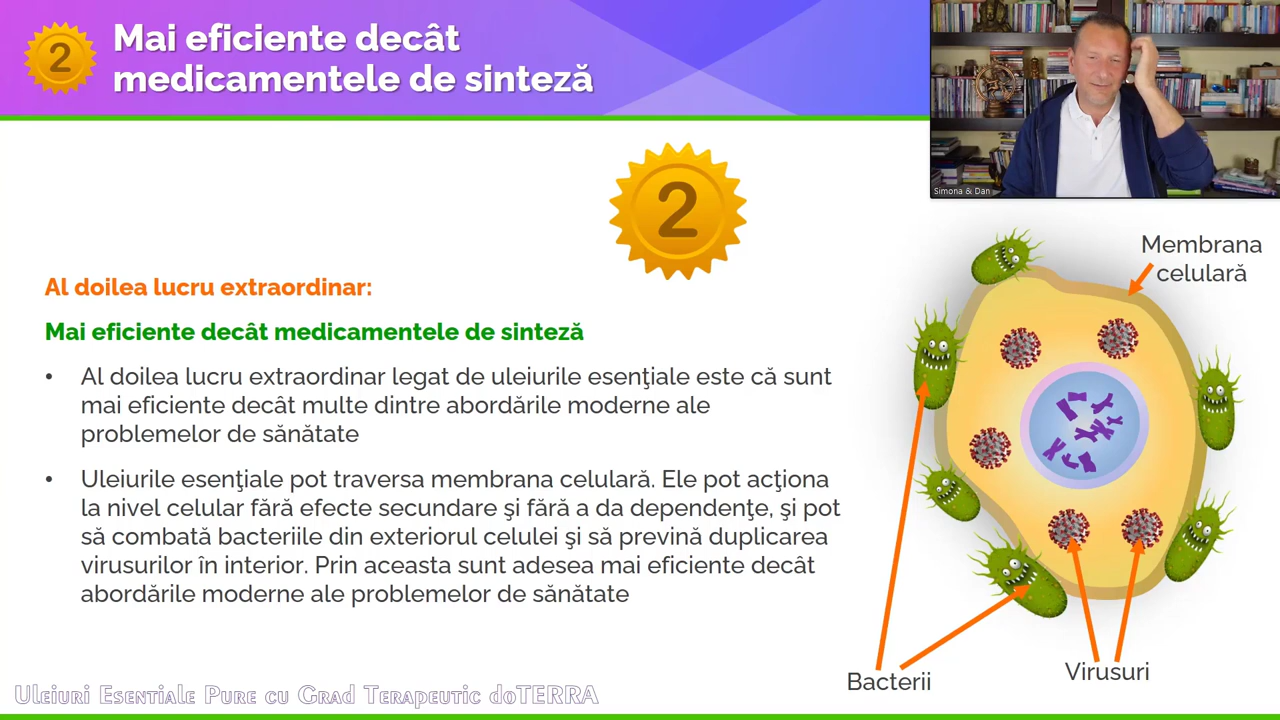 2
Mai eficiente decât
medicamentele de sinteză
Simona & Dan
2
Membrana
celulară
Al doilea lucru extraordinar:
Mai eficiente decât medicamentele de sinteză
• Al doilea lucru extraordinar legat de uleiurile esenţiale este că sunt
mai eficiente decât multe dintre abordările moderne ale
problemelor de sănătate
• Uleiurile esenţiale pot traversa membrana celulară. Ele pot acţiona
la nivel celular fără efecte secundare şi fără a da dependenţe, şi pot
să combată bacteriile din exteriorul celulei şi să prevină duplicarea
virusurilor în interior. Prin aceasta sunt adesea mai eficiente decât
abordările moderne ale problemelor de sănătate
Bacterii
Virusuri
Uleiuri Esentiale Pure cu Grad Terapeutic doTERRA